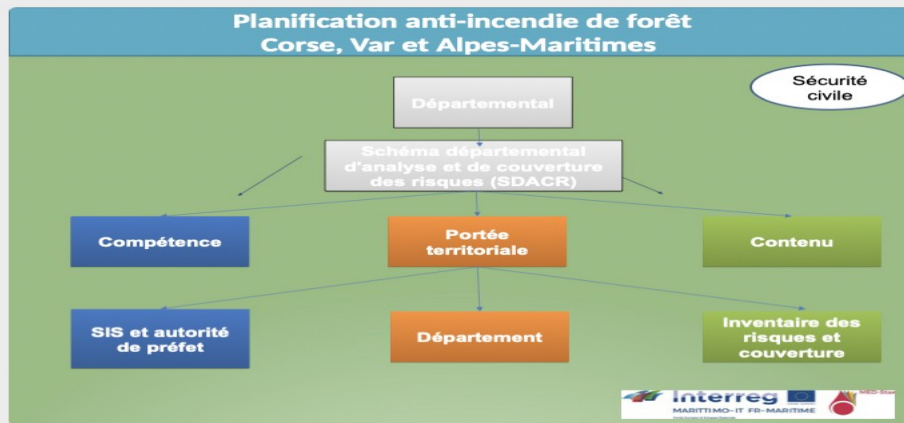 Planification anti-incendie de forêt
Corse, Var et Alpes-Maritimes
Sécurité
civile
Départemental
Schéma départemental
d'analyse et de couverture
des risques (SDACR)
Compétence
Portée
territoriale
Contenu
SIS et autorité
de préfet
Département
Inventaire des
risques et
couverture
Interreg
MARITTIMO-IT FR-MARITIME
MED-Star